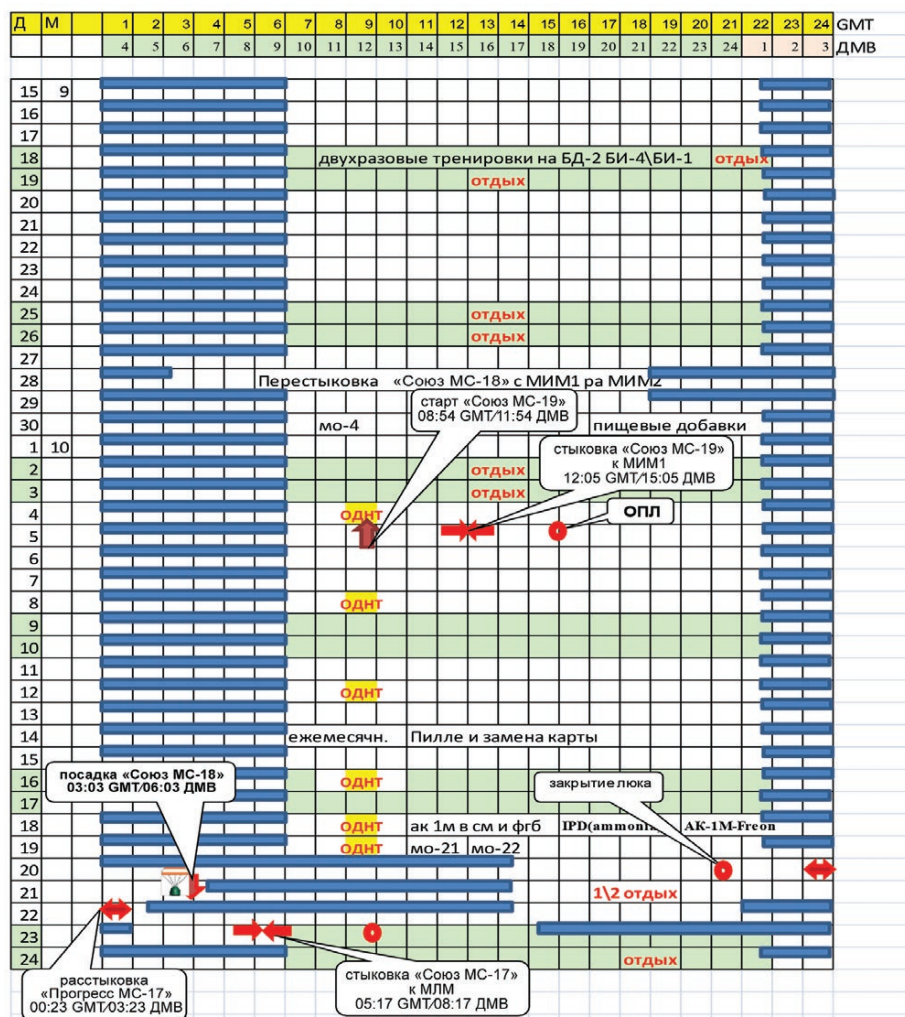 Д М 1 2 3 4 5 6 7 8 9 10 11 12 13 14 15 16 17 18 19 20 21 22 23 24 GMT
4 5 6 7 8 9 10 11 12 13 14 15 16 17 18 19 20 21 22 23 24 1 2 3 ДМВ
15 9
16
17
18 двухразовые тренировки на БД-2 БИ-4\БИ-1 отдых
19 отдых
20
21
22
23
24
25 отдых
26 отдых
27
28 Перестыковка «Союз МС-18» с МИМ1 ра МИМ2
29
старт «Союз МС-19»
08:54 GMT/11:54 ДМВ
30 мо-4 пищевые добавки
1 10
стыковка «Союз МС-19»
к МИМ1
12:05 GMT/15:05 ДМВ
2 отдых
3 отдых
4 ОДНТ
ОПЛ
5
6
7
8 ОДНТ
9
10
11
12 ОДНТ
13
14 ежемесячн. Пилле и замена карты
15
посадка «Союз МС-18»
03:03 GMT/06:03 ДМВ
16 ОДНТ
закрытие люка
17
18 ОДНТ ак 1м в см и фгб IPD(ammonia АК-1М-Freon
19 ОДНТ мо-21 мо-22
20
21 1\2 отдых
22
23
24 отдых
расстыковка
«Прогресс МС-17»
00:23 GMT/03:23 ДМВ
стыковка «Союз МС-17»
к МЛМ
05:17 GMT/08:17 ДМВ